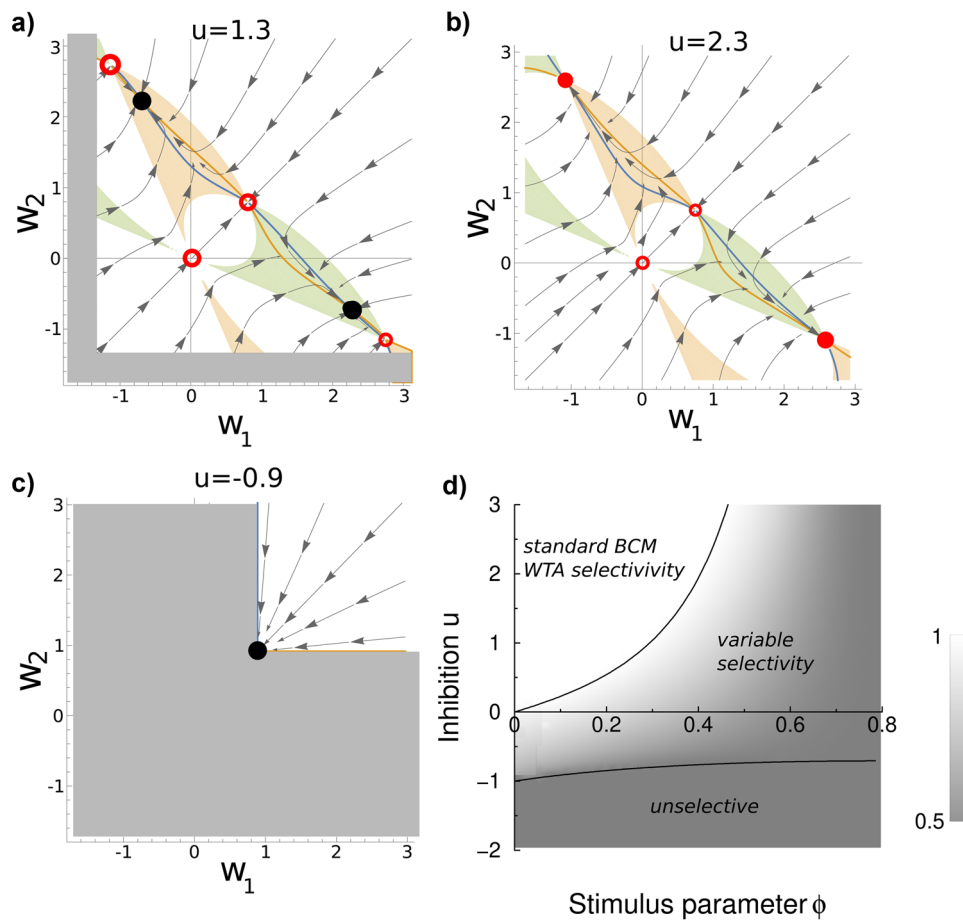 a)
u=1.3
3
2
1
0
-1
W2
-1
0
1
2
3
W1
b)
u=2.3
3
2
1
0
-1
W2
-1
0
1
2
3
W1
c)
u=-0.9
3
2
1
0
-1
W2
-1
0
1
2
3
W1
d)
3
2
1
0
-1
-2
Inhibition u
standard BCM
WTA selectivivity
variable
selectivity
0
0.2
0.4
0.6
0.8
unselective
Stimulus parameter ϕ
1
0.5